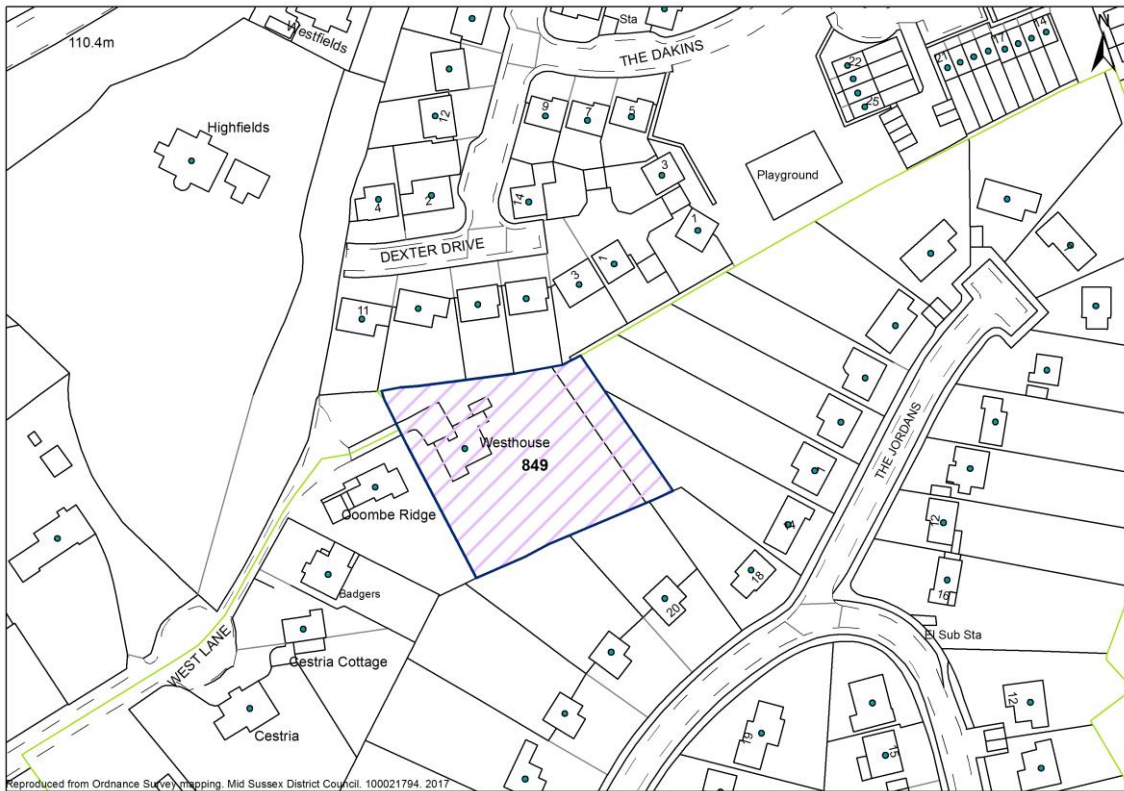 Sta
N
110.4m
Westfields
THE DAKINS
14
17
21
22
25
12
9
7
5
Highfields
3
Playground
4
2
14
1
DEXTER DRIVE
1
3
11
1
THE JORDANS
Westhouse
849
Coombe Ridge
14
12
18
Badgers
20
16
El Sub Sta
WEST LANE
Cestria Cottage
12
Cestria
19
15
Reproduced from Ordnance Survey mapping. Mid Sussex District Council. 100021794. 2017